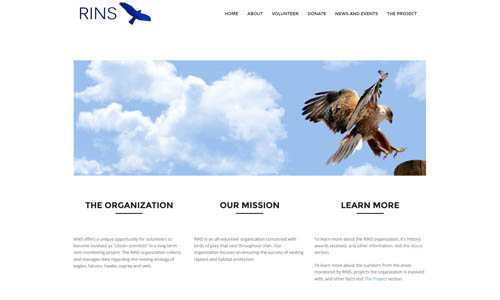 RINS
HOME ABOUT VOLUNTEER DONATE NEWS AND EVENTS THE PROJECT
THE ORGANIZATION
RINS offers a unique opportunity for volunteers to
become involved as "citizen scientists" in a long-term
nest monitoring project. The RINS organization collects
and manages data regarding the nesting ecology of
eagles, falcons, hawks, osprey and owls.
OUR MISSION
RINS is an all-volunteer organization concerned with
birds of prey that nest throughout Utah. Our
organization focuses on ensuring the success of nesting
raptors and habitat protection.
LEARN MORE
To learn more about the RINS organization, it's history,
awards received, and other information, visit the About
section.
To learn more about the numbers from the areas
monitored by RINS, projects the organization is involved
with, and other facts visit The Project section.